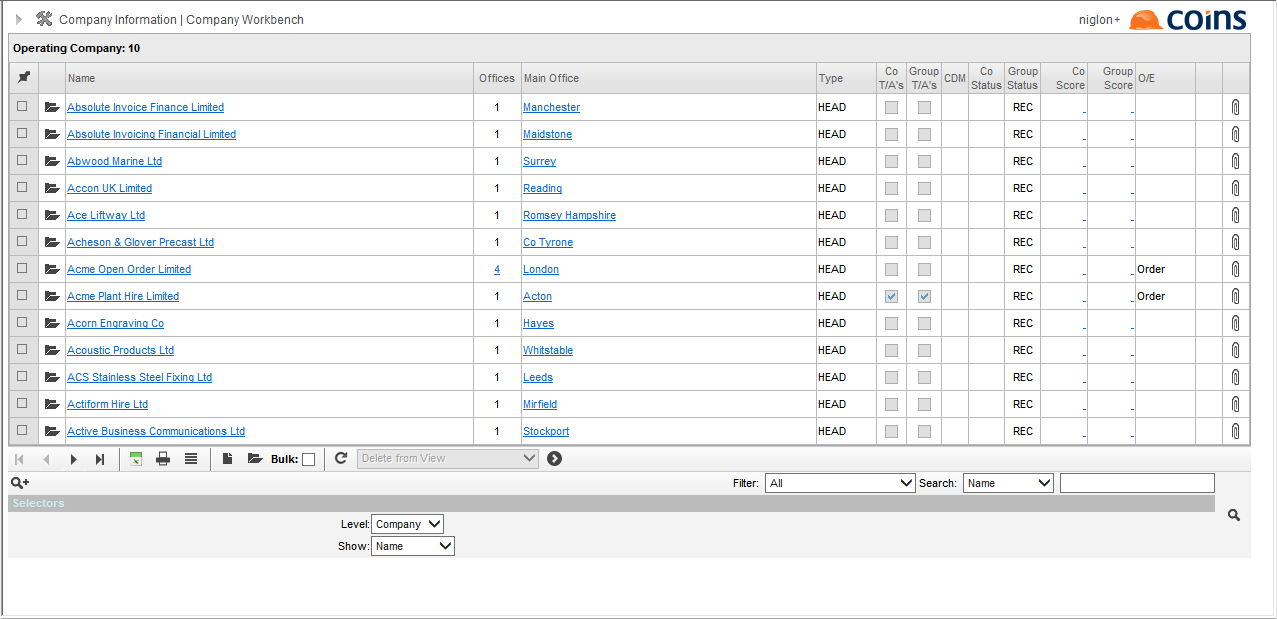 Company Information | Company Workbench
niglon+
coins
Operating Company: 10
Name Offices Main Office Type Co T/A's Group T/A's CDM Co Status Group Status Co Score Group Score O/E
Absolute Invoice Finance Limited 1 Manchester HEAD REC
Absolute Invoicing Financial Limited 1 Maidstone HEAD REC
Abwood Marine Ltd 1 Surrey HEAD REC
Accon UK Limited 1 Reading HEAD REC
Ace Liftway Ltd 1 Romsey Hampshire HEAD REC
Acheson & Glover Precast Ltd 1 Co Tyrone HEAD REC
Acme Open Order Limited 4 London HEAD REC Order
Acme Plant Hire Limited 1 Acton HEAD REC Order
Acorn Engraving Co 1 Hayes HEAD REC
Acoustic Products Ltd 1 Whitstable HEAD REC
ACS Stainless Steel Fixing Ltd 1 Leeds HEAD REC
Actiform Hire Ltd 1 Mirfield HEAD REC
Active Business Communications Ltd 1 Stockport HEAD REC
Bulk: Delete from View
Filter: All Search: Name
Selectors
Level: Company
Show: Name